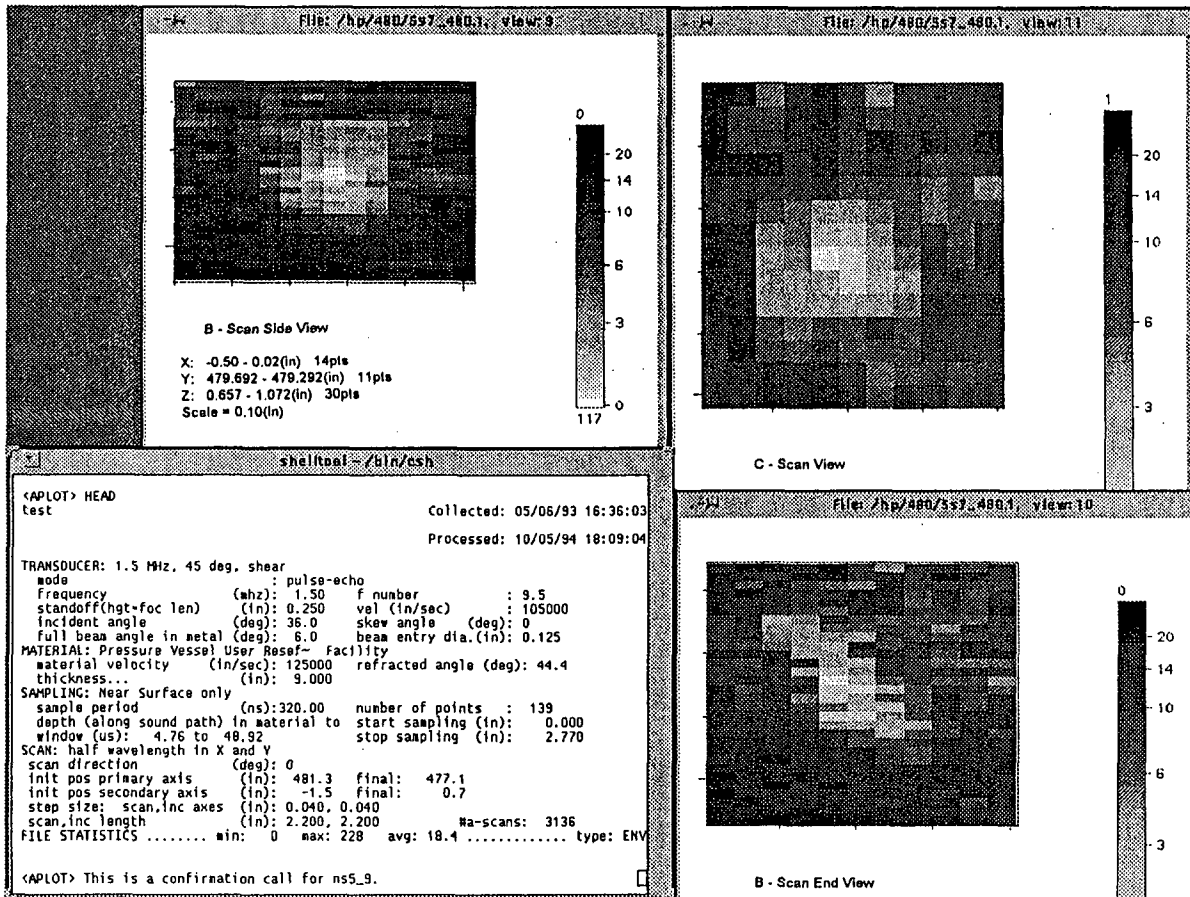 File: /hp/480/Ss7_480.1, view: 9
0
20
14
10
6
3
0
117
B - Scan Side View
X: -0.50 - 0.02(in) 14pts
Y: 479.692 - 479.292(in) 11pts
Z: 0.657 - 1.072(in) 30pts
Scale = 0.10(in)
File: /hp/480/Ss7_480.1, view: 11
1
20
14
10
6
3
C - Scan View
shelltool - /bin/csh
<APLOT> HEAD
test Collected: 05/06/93 16:36:03
Processed: 10/05/94 18:09:04
TRANSDUCER: 1.5 MHz, 45 deg, shear
mode : pulse-echo
frequency (mhz): 1.50 f number : 9.5
standoff(hgt-foc len) (in): 0.250 vel (in/sec) : 105000
incident angle (deg): 36.0 skew angle (deg): 0
full beam angle in metal (deg): 6.0 beam entry dia.(in): 0.125
MATERIAL: Pressure Vessel User Facility
material velocity (in/sec): 125000 refracted angle (deg): 44.4
thickness... (in): 9.000
SAMPLING: Near Surface only
sample period (ns):320.00 number of points : 139
depth (along sound path) in material to start sampling (in): 0.000
window (us): 4.76 to 48.92 stop sampling (in): 2.770
SCAN: half wavelength in X and Y
scan direction (deg): 0
init pos primary axis (in): 481.3 final: 477.1
init pos secondary axis (in): -1.5 final: 0.7
step size: scan,inc axes (in): 0.040, 0.040
scan,inc length (in): 2.200, 2.200 #a-scans: 3136
FILE STATISTICS ........ min: 0 max: 228 avg: 18.4 ............. type: ENV
<APLOT> This is a confirmation call for ns5_9.
File: /hp/480/Ss7_480.1, view: 10
0
20
14
10
6
3
B - Scan End View